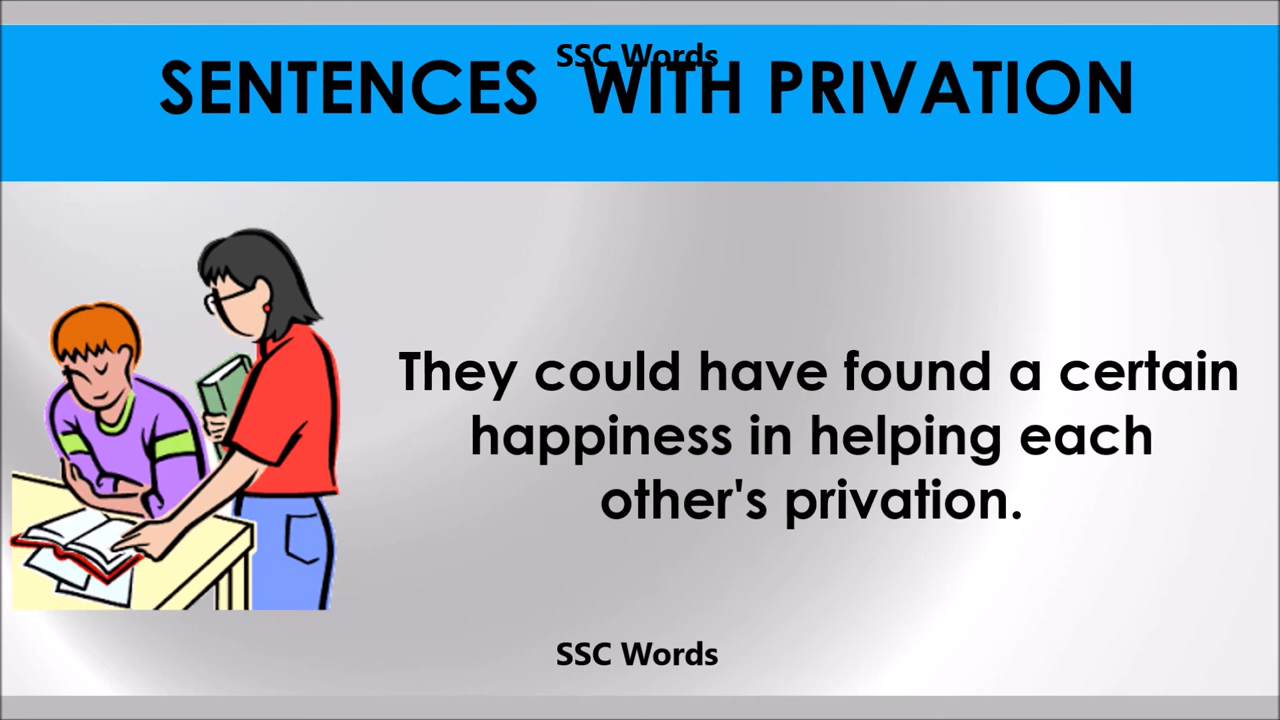 SSC Words
SENTENCES WITH PRIVATION
They could have found a certain
happiness in helping each
other's privation.
SSC Words